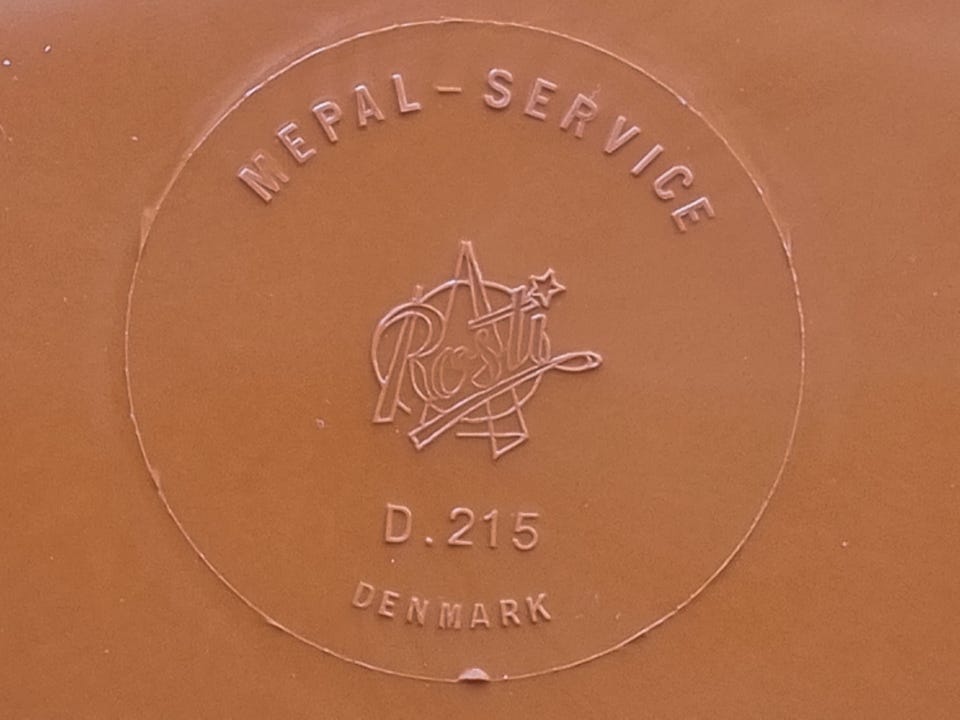 MEPAL-SERVICE
Rosti
D.215
DENMARK